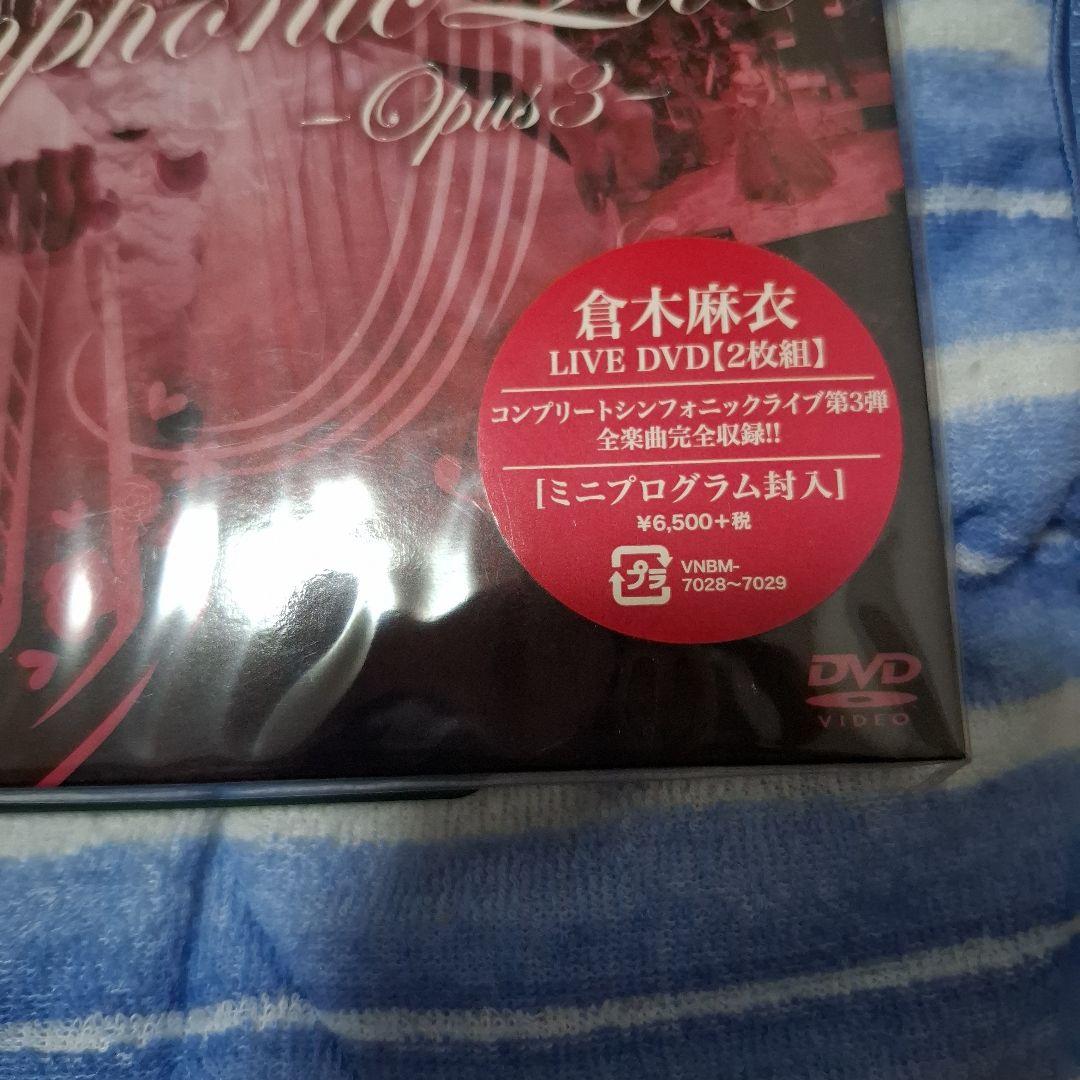 phonic Live
-Opus 3-
倉木麻衣
LIVE DVD【2枚組】
コンプリートシンフォニックライブ第3弾
全楽曲完全収録!!
[ミニプログラム封入]
¥6,500+税
プラ
VNBM-
7028～7029
DVD
VIDEO